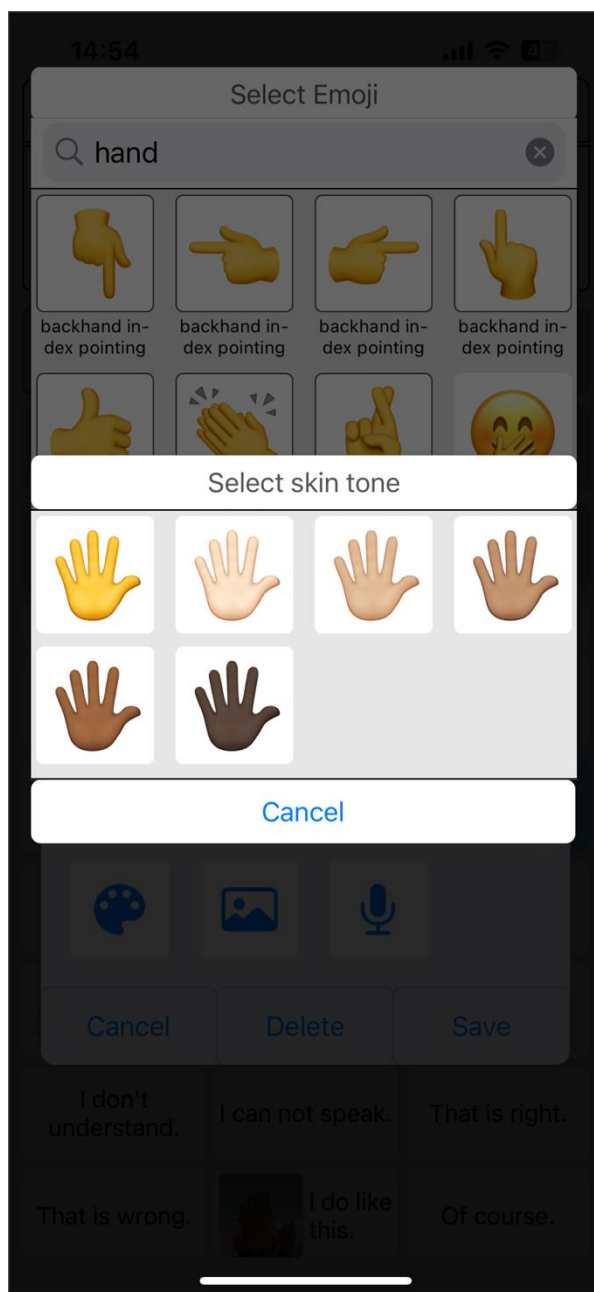 14:54
Select Emoji
hand
backhand in-
dex pointing
backhand in-
dex pointing
backhand in-
dex pointing
backhand in-
dex pointing
Select skin tone
Cancel
Cancel
Delete
Save
I don't
understand.
I can not speak.
That is right.
That is wrong.
I do like
this.
Of course.